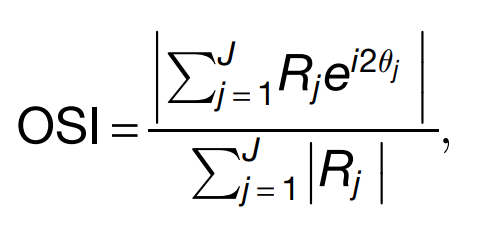 OSI = |∑_{j=1}^{J} R_j e^{i2θ_j}| / ∑_{j=1}^{J} |R_j|,